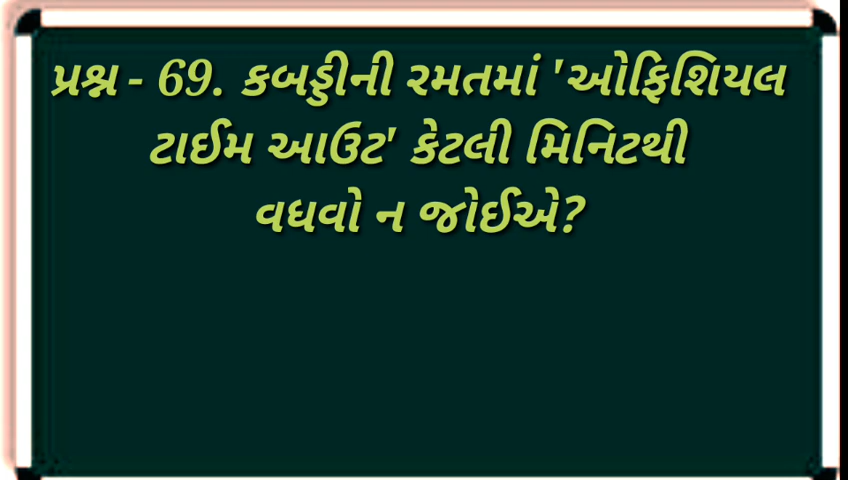 પ્રશ્ન - 69. કબડ્ડીની રમતમાં 'ઓફિશિયલ
ટાઈમ આઉટ' કેટલી મિનિટથી
વધવો ન જોઈએ?